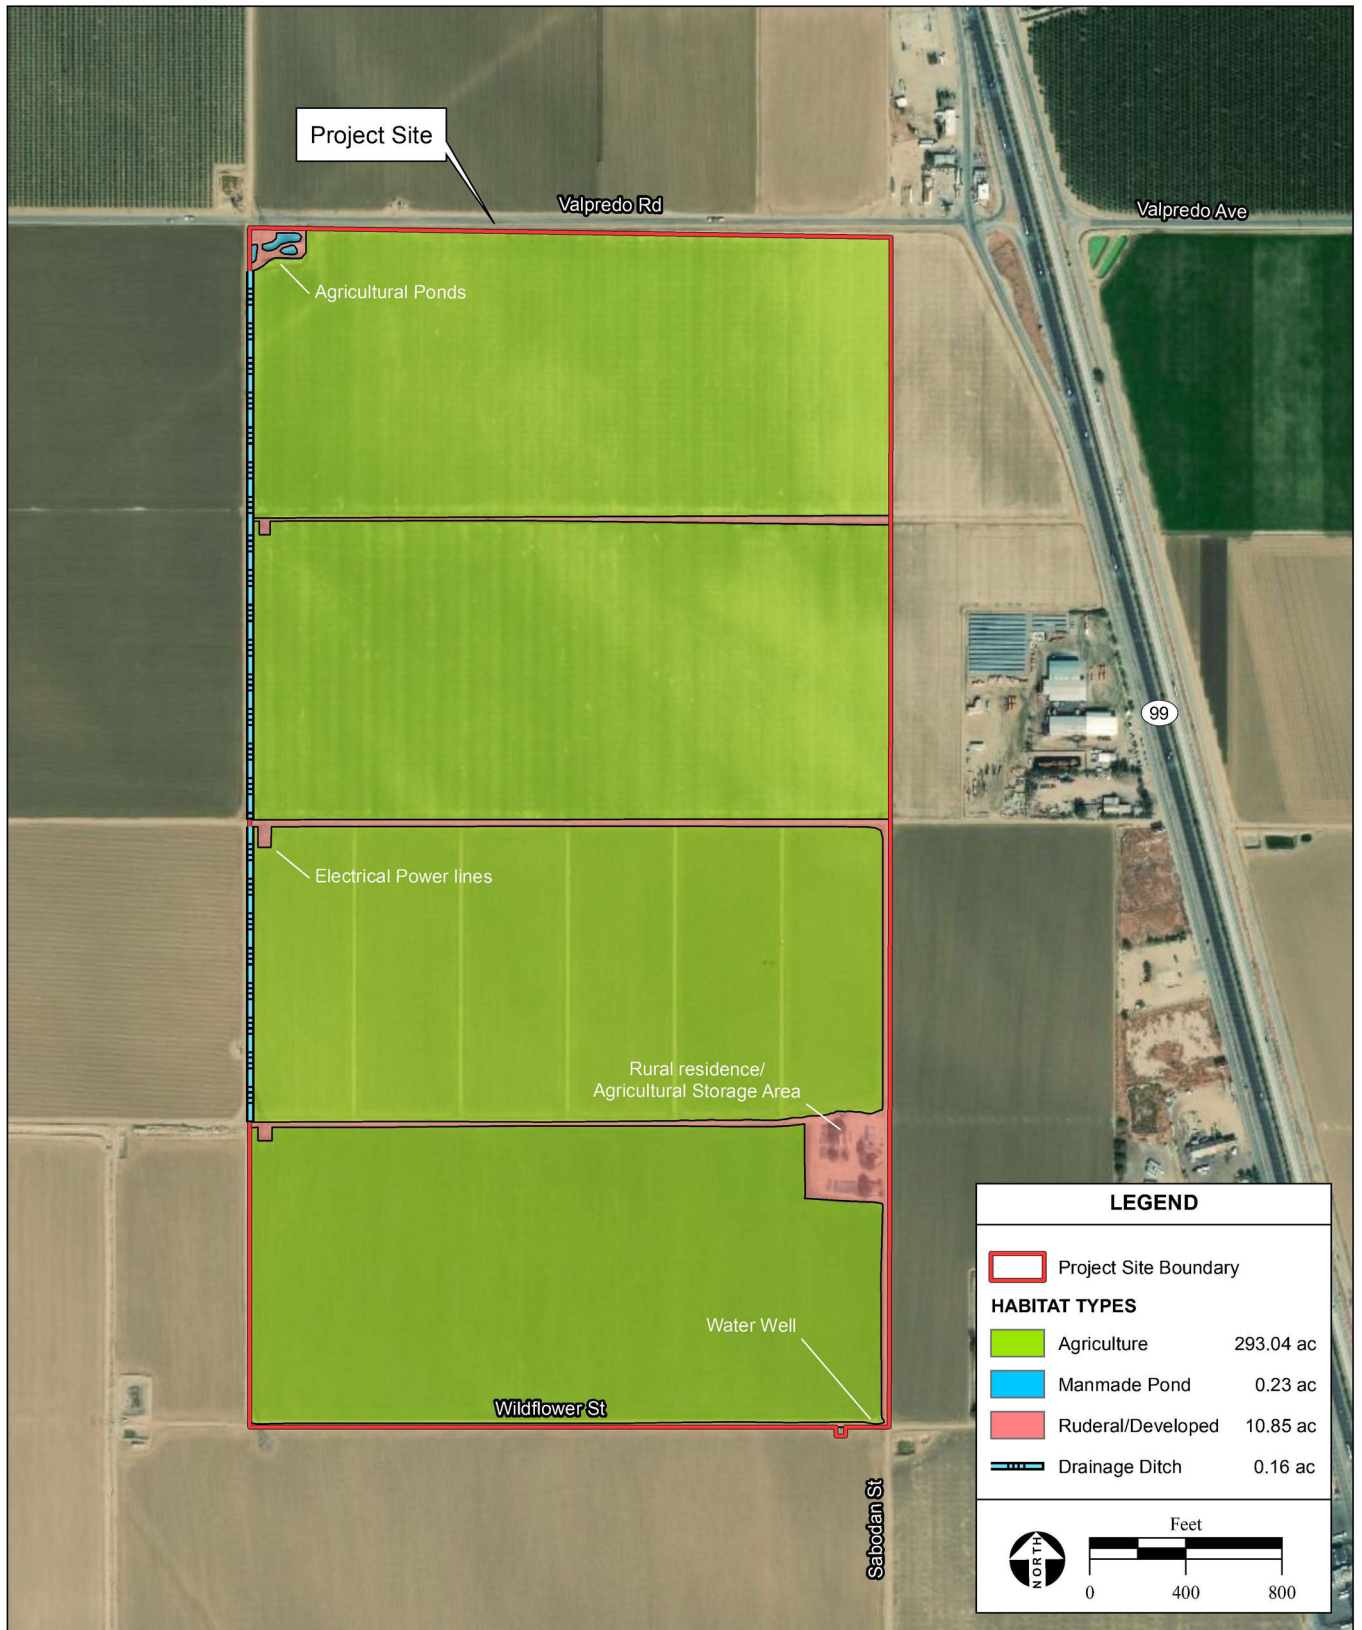 Project Site
Valpredo Rd
Valpredo Ave
Agricultural Ponds
99
Electrical Power lines
Rural residence/
Agricultural Storage Area
Water Well
Wildflower St
Sabodan St
LEGEND
Project Site Boundary
HABITAT TYPES
Agriculture 293.04 ac
Manmade Pond 0.23 ac
Ruderal/Developed 10.85 ac
Drainage Ditch 0.16 ac
NORTH
Feet
0 400 800